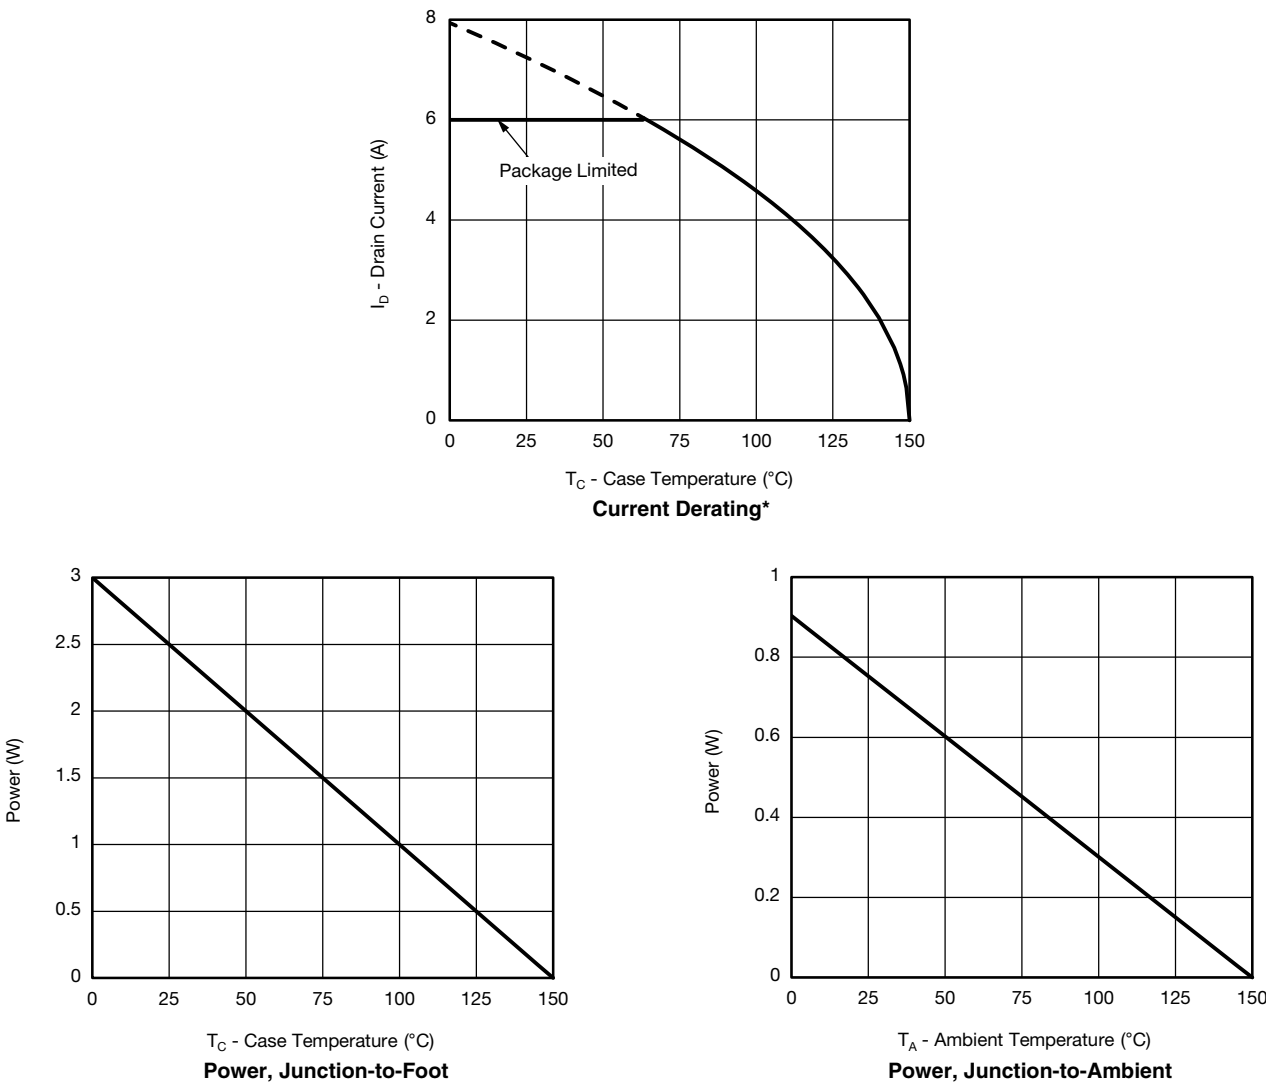 8
6
4
2
0
I_D - Drain Current (A)
Package Limited
0 25 50 75 100 125 150
T_C - Case Temperature (°C)
Current Derating*
3
2.5
2
1.5
1
0.5
0
Power (W)
0 25 50 75 100 125 150
T_C - Case Temperature (°C)
Power, Junction-to-Foot
1
0.8
0.6
0.4
0.2
0
Power (W)
0 25 50 75 100 125 150
T_A - Ambient Temperature (°C)
Power, Junction-to-Ambient